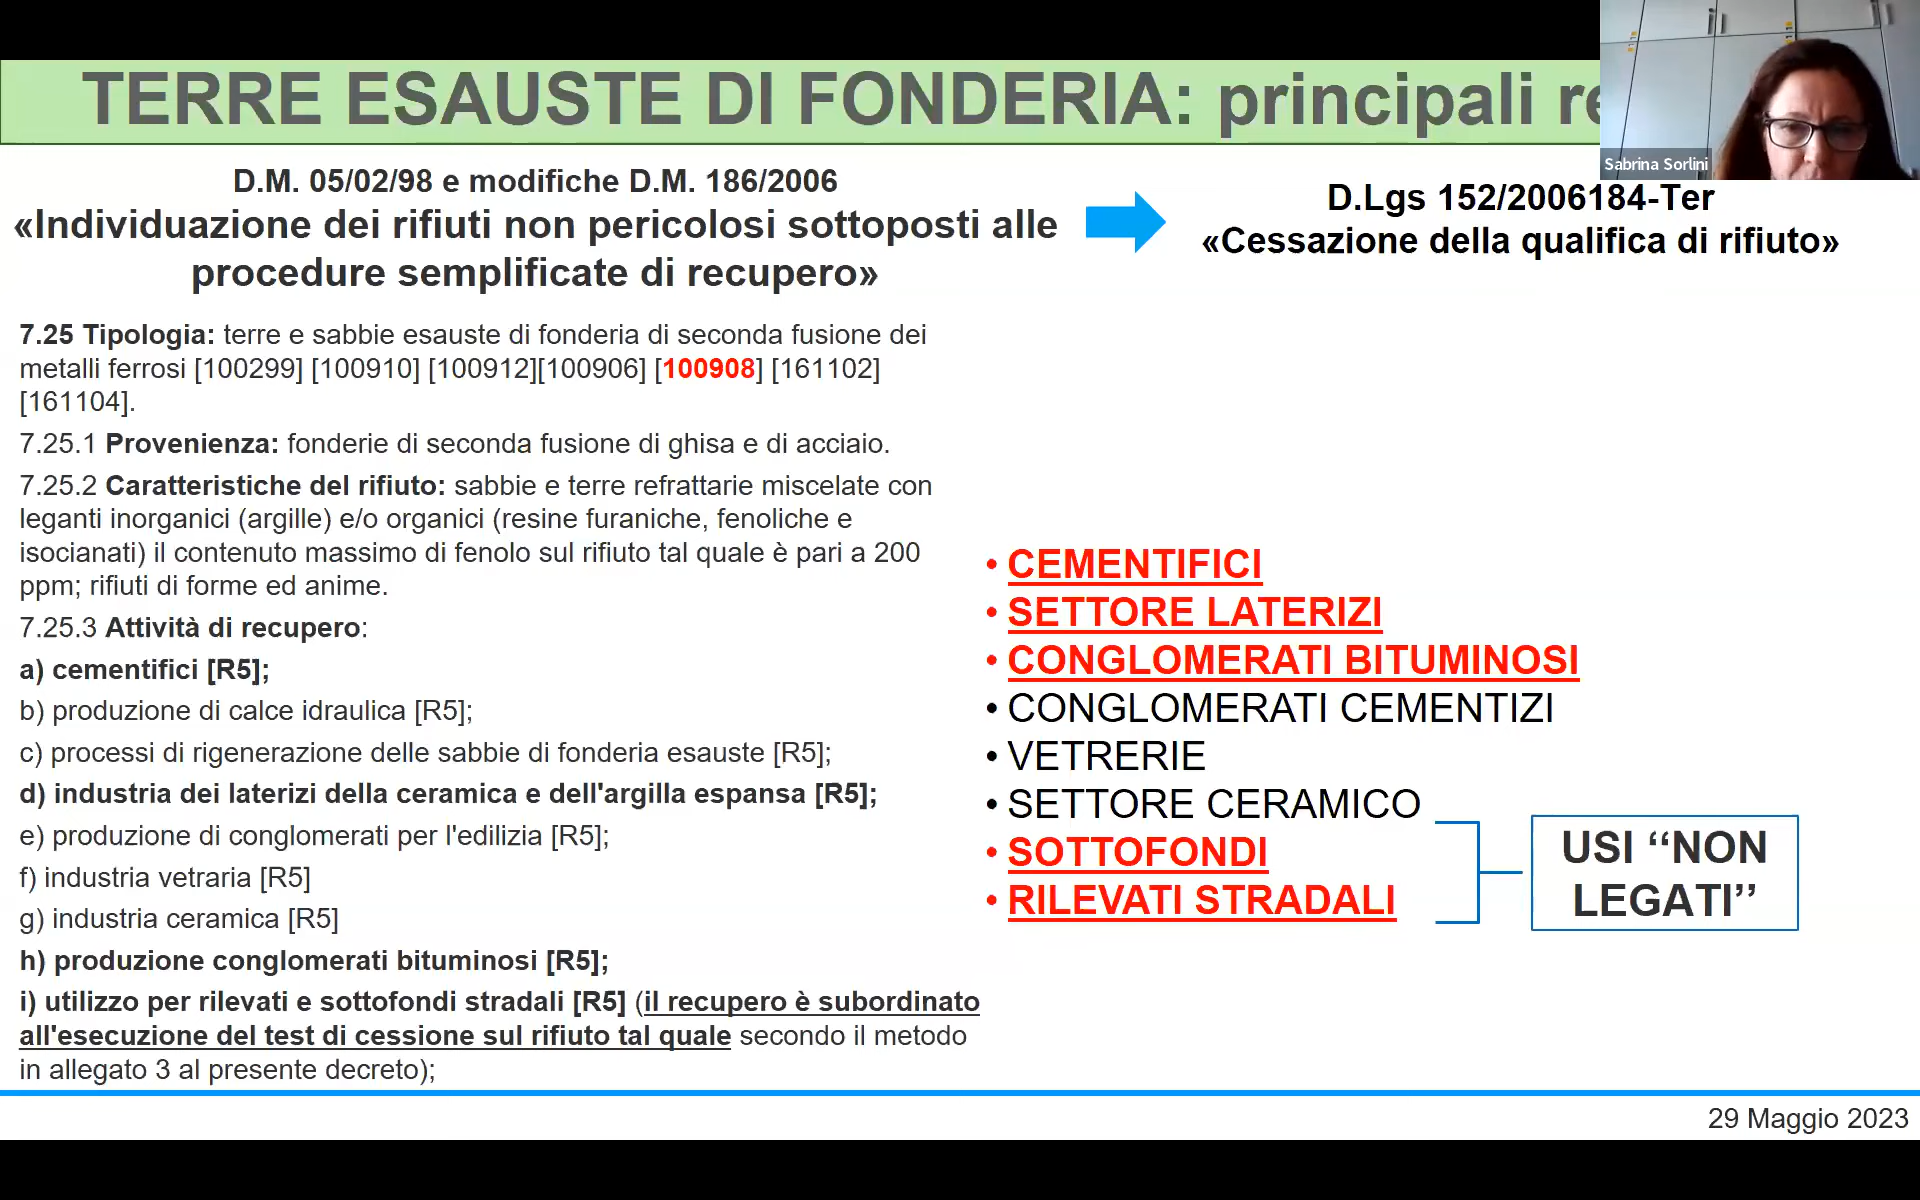 TERRE ESAUSTE DI FONDERIA: principali
Sabrina Sorlini
D.M. 05/02/98 e modifiche D.M. 186/2006
«Individuazione dei rifiuti non pericolosi sottoposti alle
procedure semplificate di recupero»
D.Lgs 152/2006184-Ter
«Cessazione della qualifica di rifiuto»
7.25 Tipologia: terre e sabbie esauste di fonderia di seconda fusione dei
metalli ferrosi [100299] [100910] [100912][100906] [100908] [161102]
[161104].
7.25.1 Provenienza: fonderie di seconda fusione di ghisa e di acciaio.
7.25.2 Caratteristiche del rifiuto: sabbie e terre refrattarie miscelate con
leganti inorganici (argille) e/o organici (resine furaniche, fenoliche e
isocianati) il contenuto massimo di fenolo sul rifiuto tal quale è pari a 200
ppm; rifiuti di forme ed anime.
7.25.3 Attività di recupero:
a) cementifici [R5];
b) produzione di calce idraulica [R5];
c) processi di rigenerazione delle sabbie di fonderia esauste [R5];
d) industria dei laterizi della ceramica e dell'argilla espansa [R5];
e) produzione di conglomerati per l'edilizia [R5];
f) industria vetraria [R5]
g) industria ceramica [R5]
h) produzione conglomerati bituminosi [R5];
i) utilizzo per rilevati e sottofondi stradali [R5] (il recupero è subordinato
all'esecuzione del test di cessione sul rifiuto tal quale secondo il metodo
in allegato 3 al presente decreto);
• CEMENTIFICI
• SETTORE LATERIZI
• CONGLOMERATI BITUMINOSI
• CONGLOMERATI CEMENTIZI
• VETRERIE
• SETTORE CERAMICO
• SOTTOFONDI
• RILEVATI STRADALI
USI ‘‘NON
LEGATI’’
29 Maggio 2023